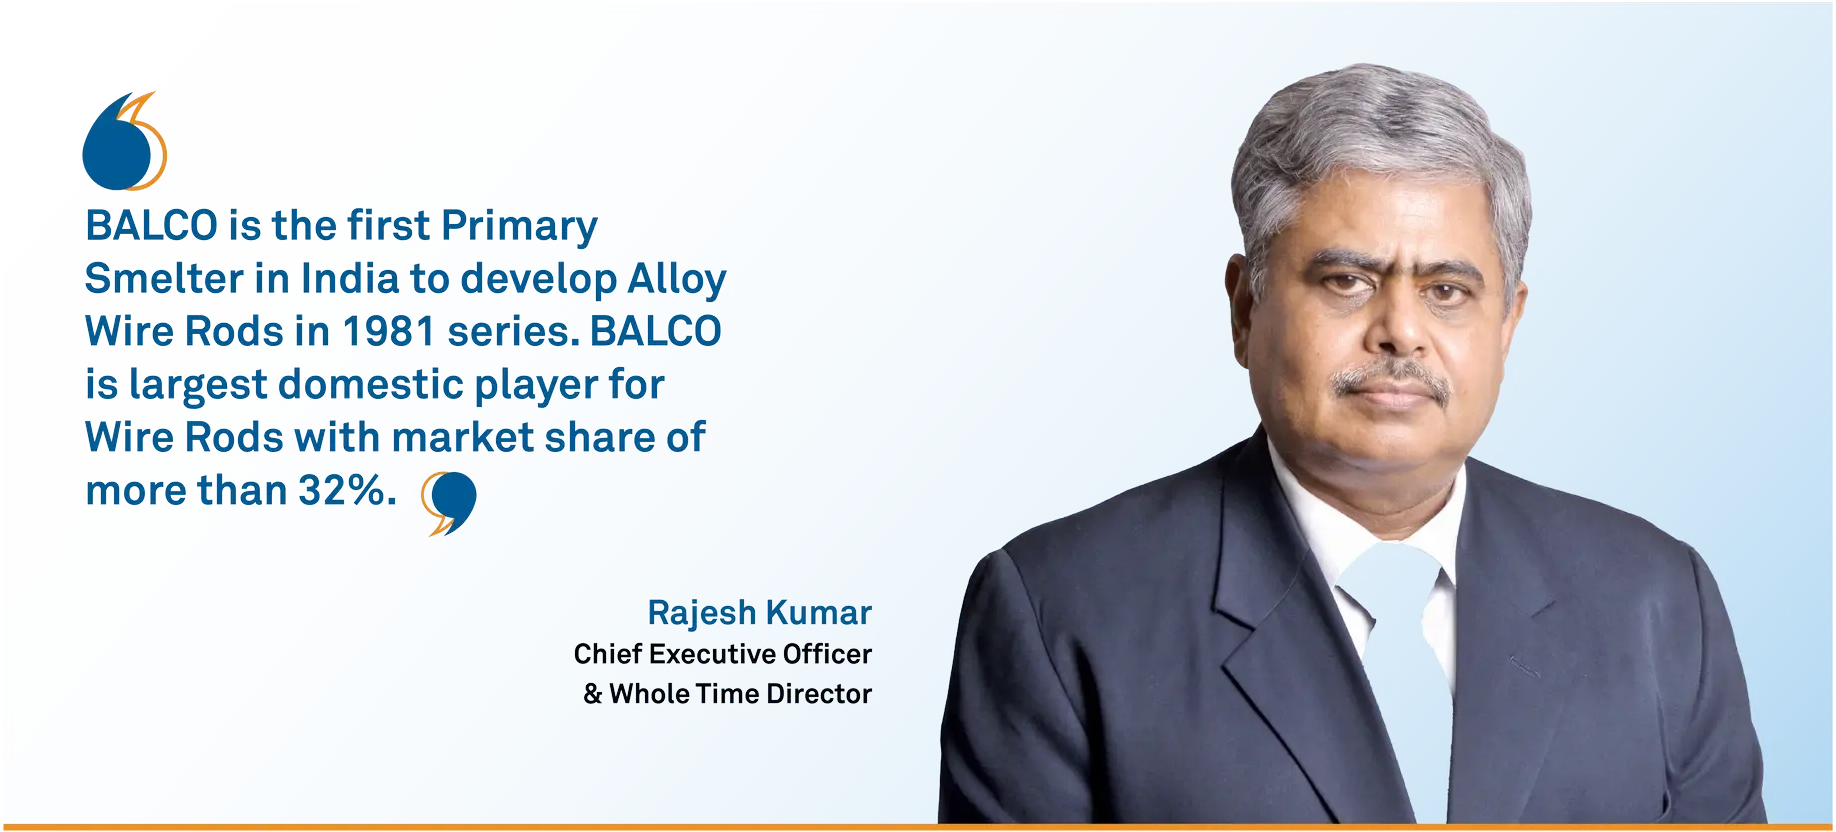 BALCO is the first Primary
Smelter in India to develop Alloy
Wire Rods in 1981 series. BALCO
is largest domestic player for
Wire Rods with market share of
more than 32%.
Rajesh Kumar
Chief Executive Officer
& Whole Time Director